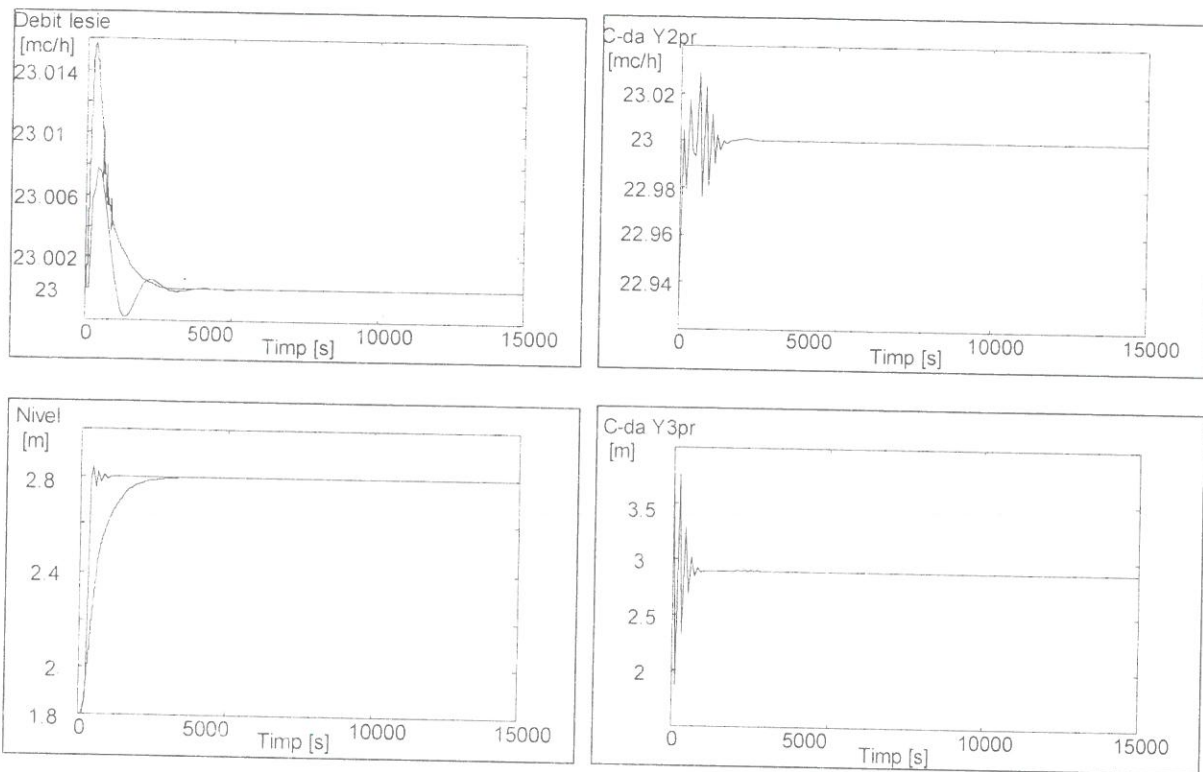 Debit lesie
[mc/h]
23 014
23 01
23 006
23 002
23
0
5000
10000
15000
Timp [s]
C-da Y2pr
[mc/h]
23.02
23
22.98
22.96
22.94
0
5000
10000
15000
Timp [s]
Nivel
[m]
2.8
2.4
2.
1.8
0
5000
10000
15000
Timp [s]
C-da Y3pr
[m]
3.5
3
2.5
2
0
5000
10000
15000
Timp [s]